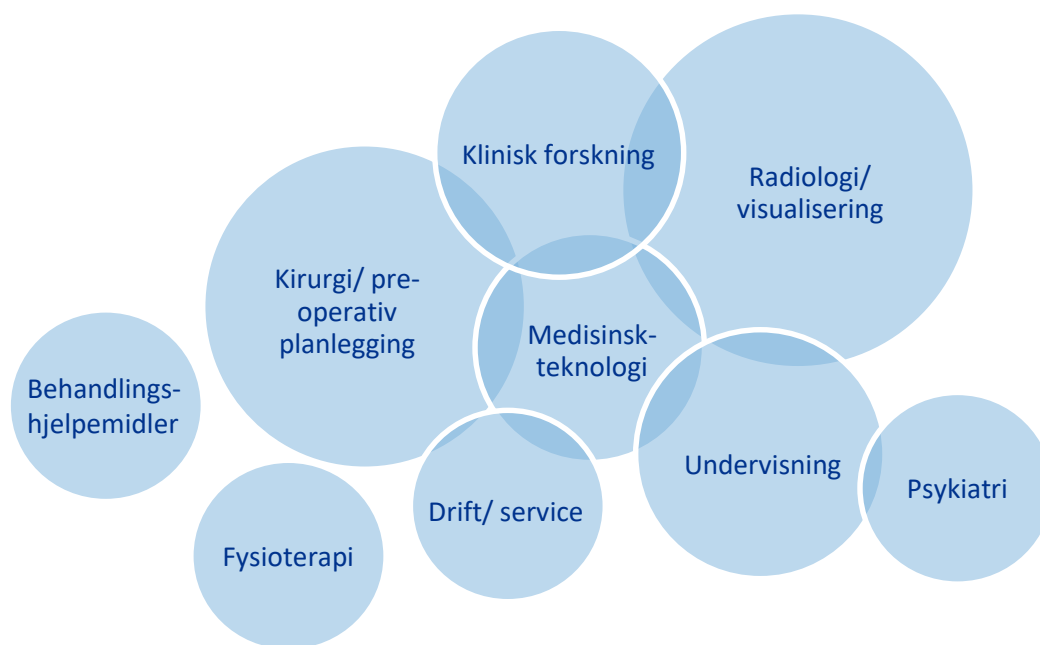 Klinisk forskning
Radiologi/
visualisering
Kirurgi/ pre-
operativ
planlegging
Medisinsk-
teknologi
Behandlings-
hjelpemidler
Undervisning
Psykiatri
Drift/ service
Fysioterapi